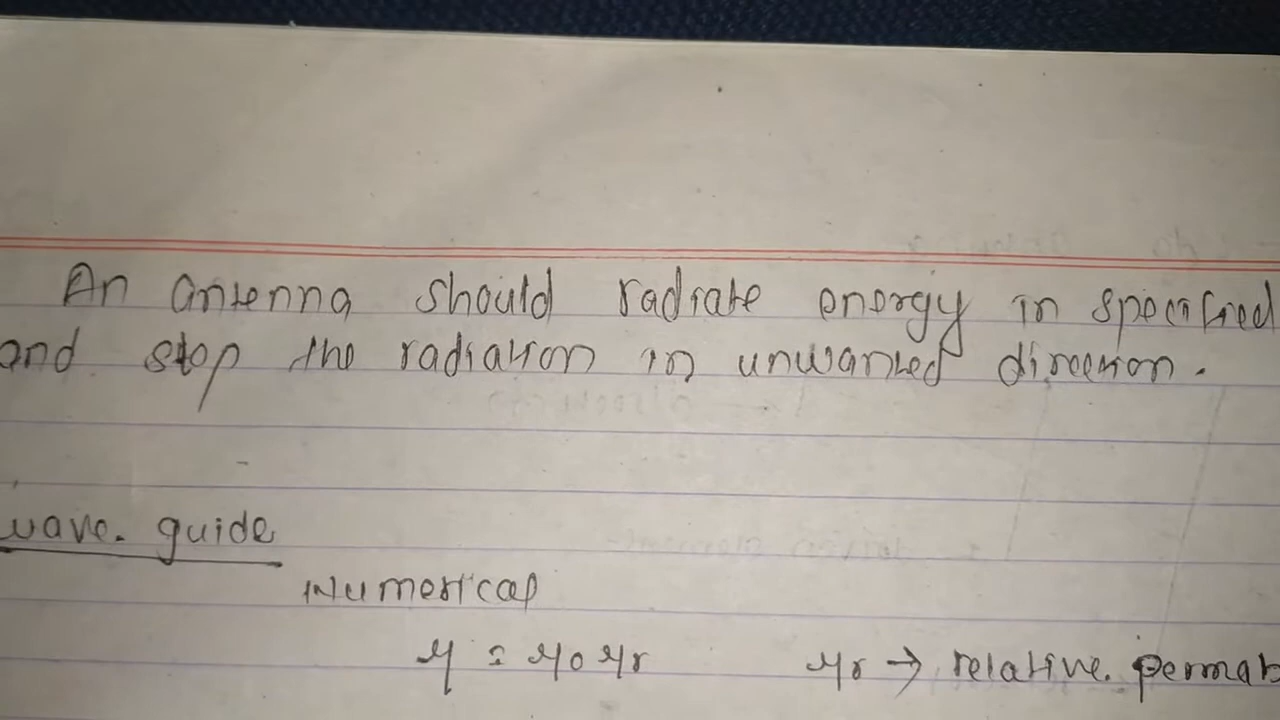 An antenna should radiate energy in specified
and stop the radiation in unwanted direction.
wave. guide
Numerical
μ = μ0 μr μr → relative. permab